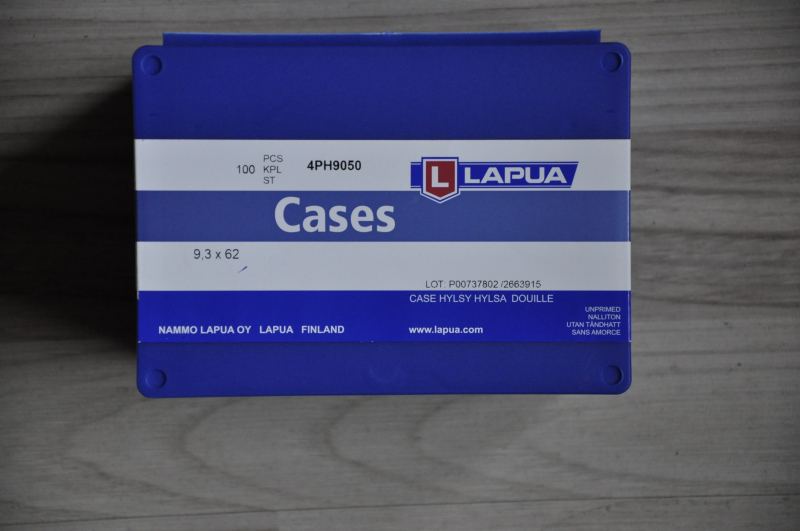 100 PCS KPL ST 4PH9050
L LAPUA
Cases
9,3 x 62
LOT: P00737802 /2663915
CASE HYLSY HYLSA DOUILLE
NAMMO LAPUA OY LAPUA FINLAND
www.lapua.com
UNPRIMED
NALLITON
UTAN TÄNDHATT
SANS AMORCE